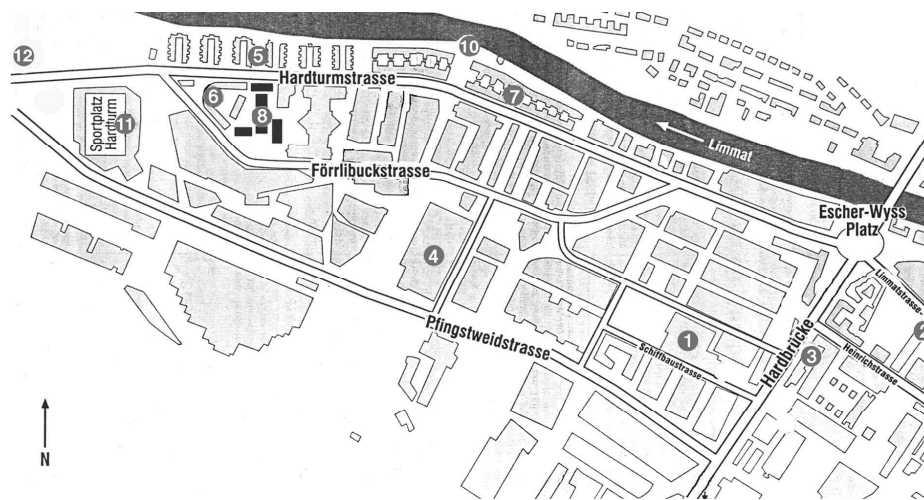 12
5
10
Hardturmstrasse
6
7
8
Sportplatz
Hardturm
11
Limmat
Förrlibuckstrasse
Escher-Wyss
Platz
4
Limmatstrasse
Pfingstweidstrasse
1
Schiffbaustrasse
Hardbrücke
3
Heinrichstrasse
2
N